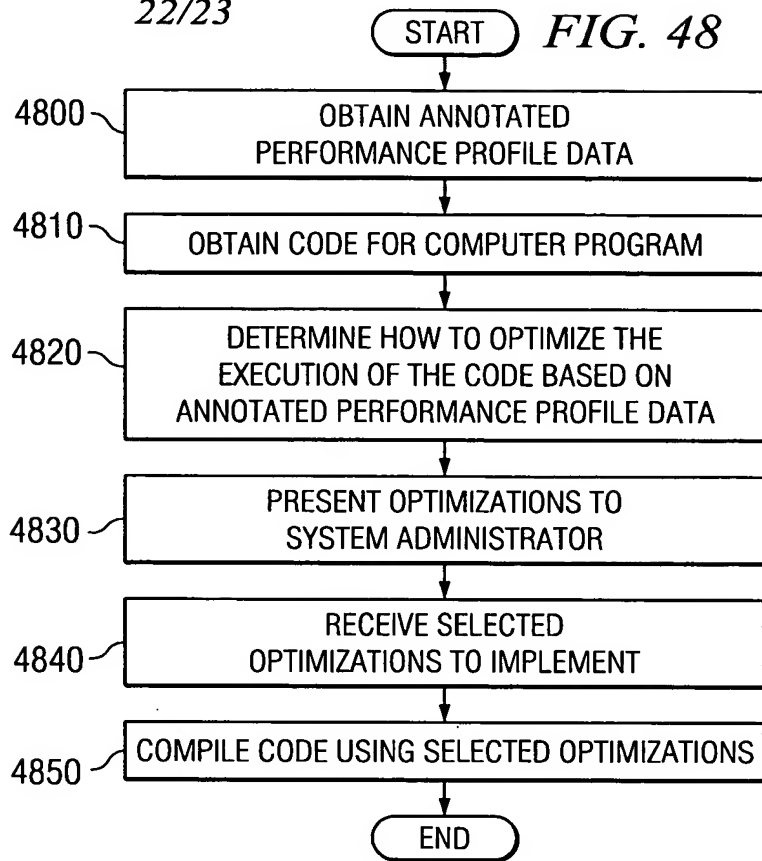 22/23
START
FIG. 48
4800
OBTAIN ANNOTATED
PERFORMANCE PROFILE DATA
4810
OBTAIN CODE FOR COMPUTER PROGRAM
4820
DETERMINE HOW TO OPTIMIZE THE
EXECUTION OF THE CODE BASED ON
ANNOTATED PERFORMANCE PROFILE DATA
4830
PRESENT OPTIMIZATIONS TO
SYSTEM ADMINISTRATOR
4840
RECEIVE SELECTED
OPTIMIZATIONS TO IMPLEMENT
4850
COMPILE CODE USING SELECTED OPTIMIZATIONS
END